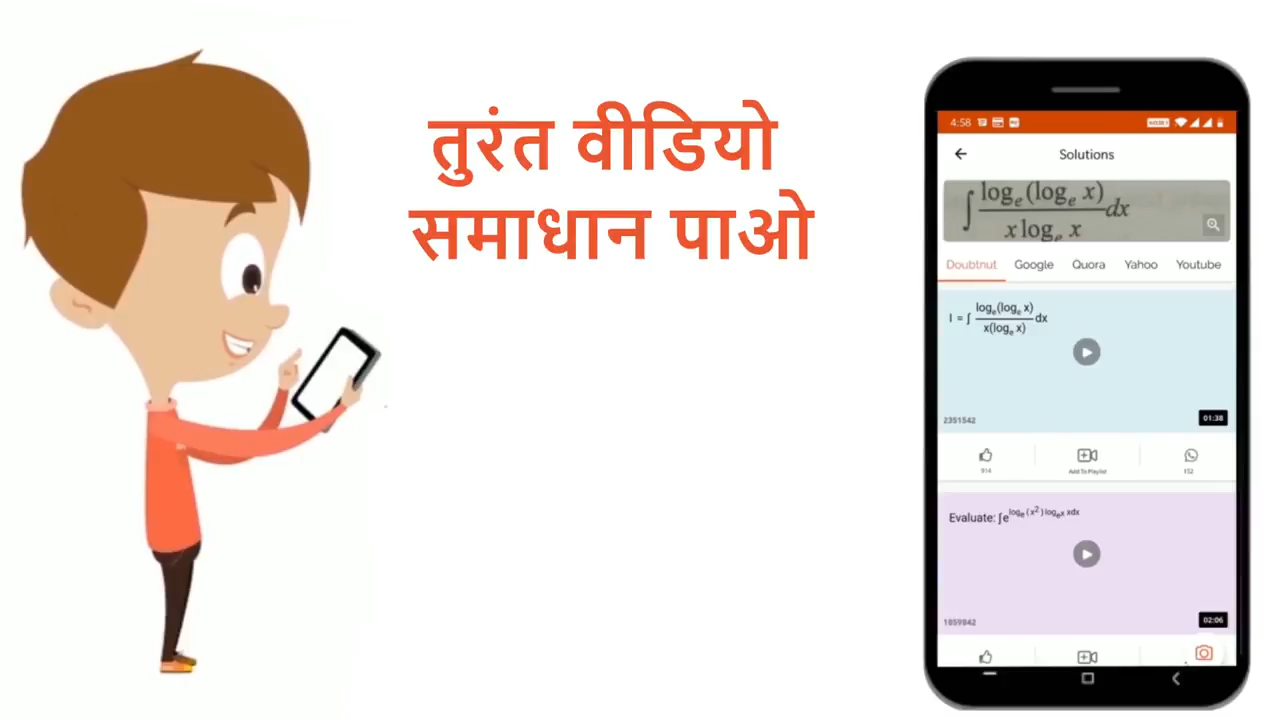 तुरंत वीडियो
समाधान पाओ
4:58
Solutions
∫ logₑ(logₑ x) / x logₑ x dx
Doubtnut Google Quora Yahoo Youtube
I = ∫ logₑ(logₑ x) / x(logₑ x) dx
2351542 01:38
914 Add To Playlist 152
Evaluate: ∫e^logₑ(x²) logₑx xdx
1859842 02:06